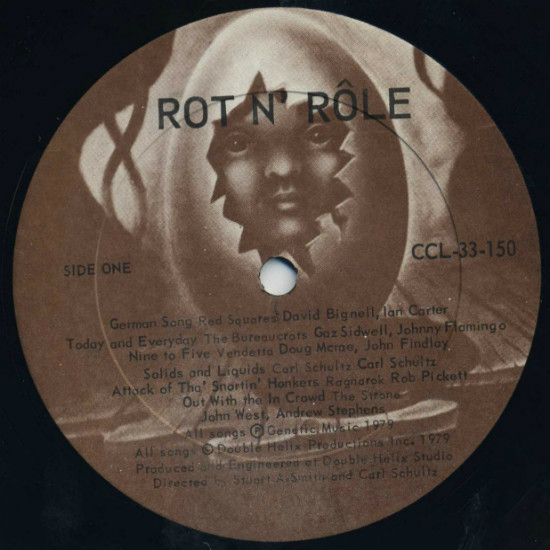 ROT N' RÔLE
SIDE ONE
CCL-33-150
German Song Red Squares David Bignell, Ian Carter
Today and Everyday The Bureaucrats Gaz Sidwell, Johnny Flamingo
Nine to Five Vendetta Doug Mcrae, John Findlay
Solids and Liquids Carl Schultz Carl Schultz
Attack of Tha' Snortin' Honkers Ragnarok Rob Pickett
Out With the In Crowd The Sirons
John West, Andrew Stephens
All songs Ⓟ Genetic Music 1979
All songs © Double Helix Productions Inc. 1979
Produced and Engineered at Double Helix Studio
Directed by Stuart A. Smith and Carl Schultz